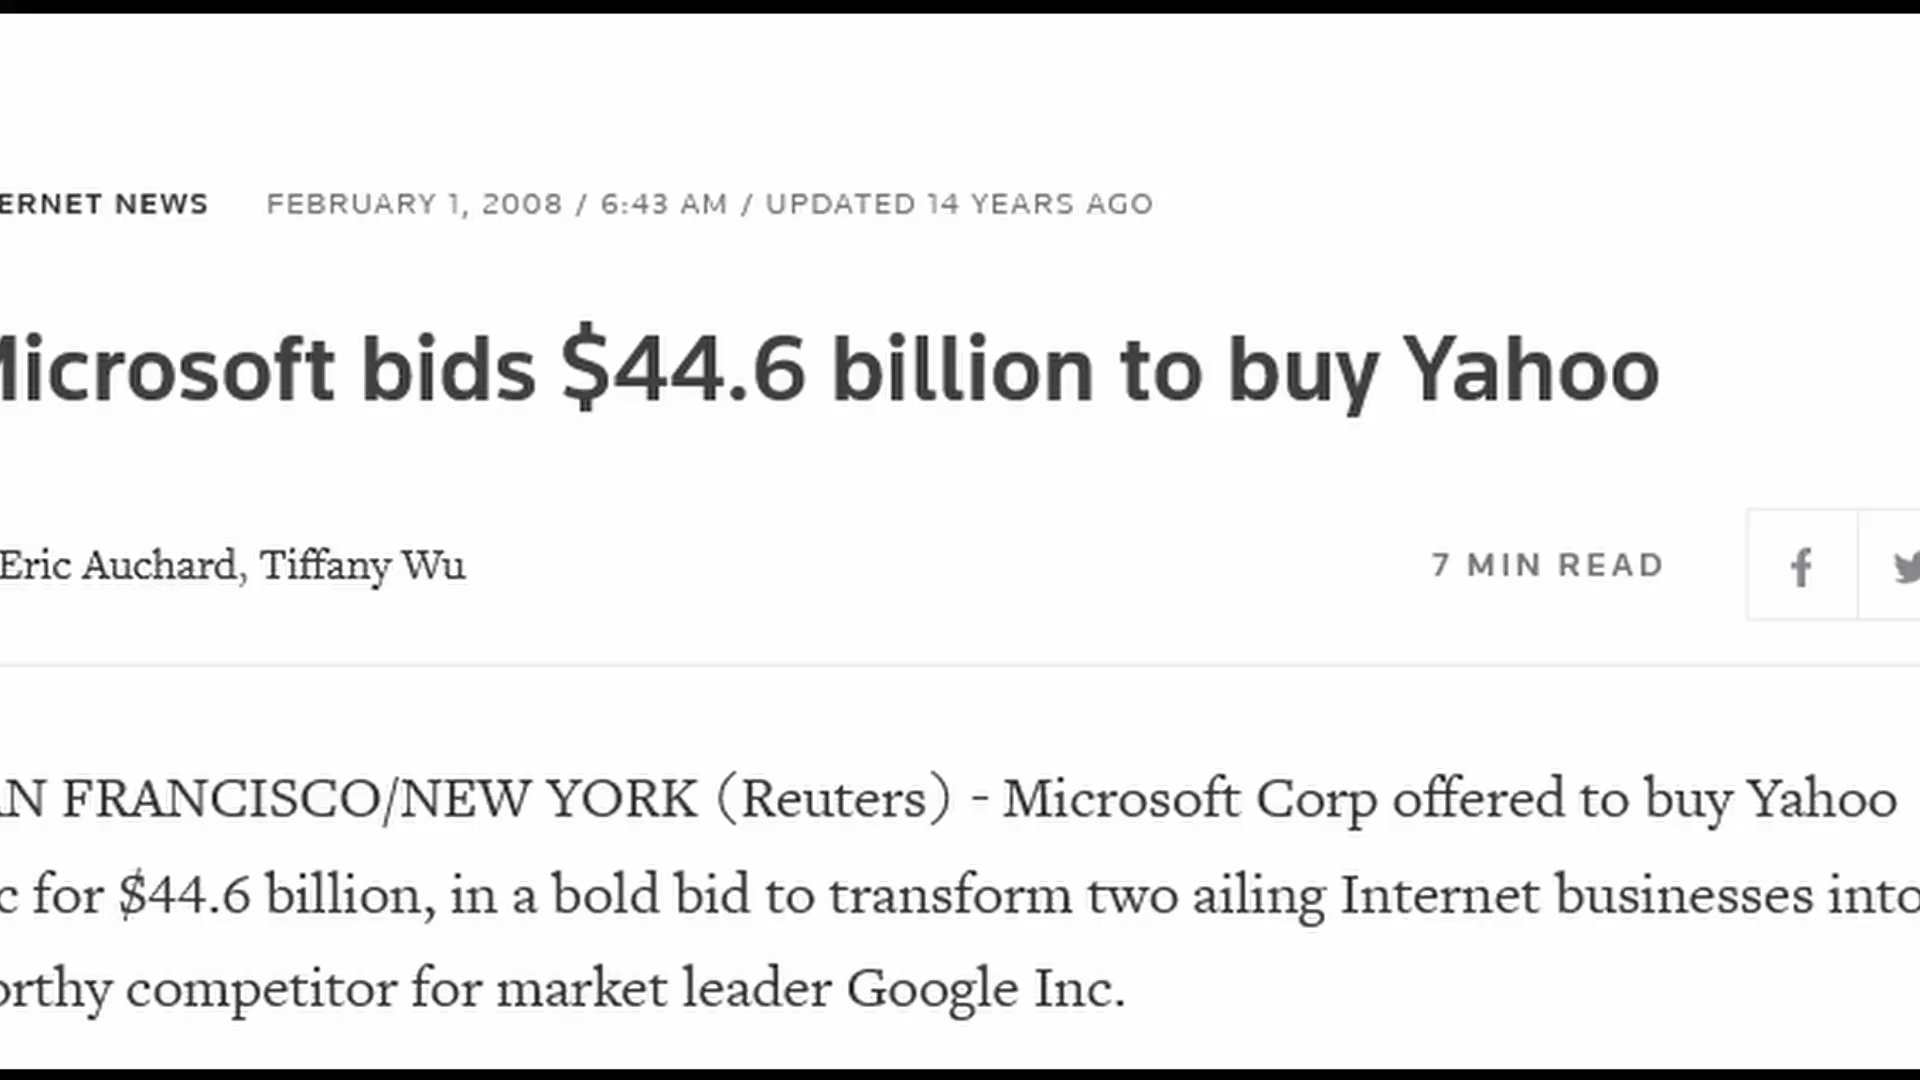 ERNET NEWS FEBRUARY 1, 2008 / 6:43 AM / UPDATED 14 YEARS AGO
Microsoft bids $44.6 billion to buy Yahoo
Eric Auchard, Tiffany Wu 7 MIN READ
AN FRANCISCO/NEW YORK (Reuters) - Microsoft Corp offered to buy Yahoo
c for $44.6 billion, in a bold bid to transform two ailing Internet businesses into
orthy competitor for market leader Google Inc.